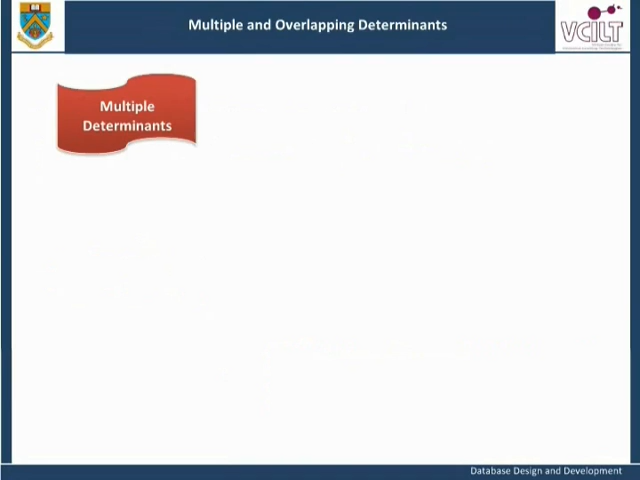 Multiple and Overlapping Determinants
VCILT
Multiple
Determinants
Database Design and Development